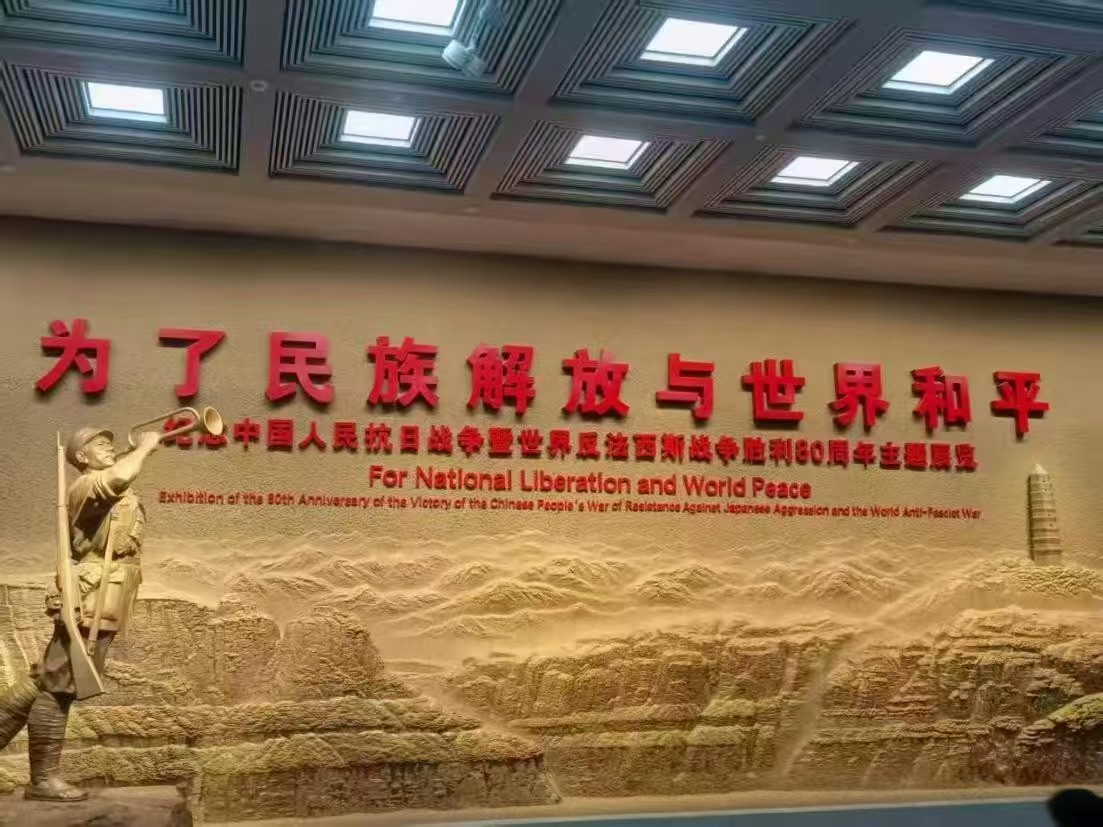 为了民族解放与世界和平
纪念中国人民抗日战争暨世界反法西斯战争胜利80周年主题展览
For National Liberation and World Peace
Exhibition of the 80th Anniversary of the Victory of the Chinese People's War of Resistance Against Japanese Aggression and the World Anti-Fascist War